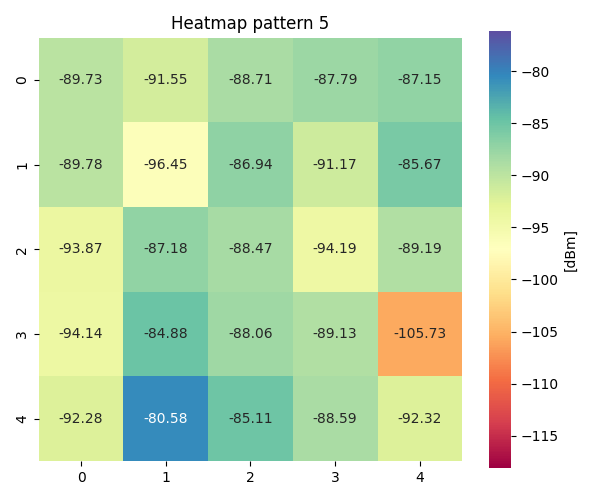 Heatmap pattern 5
0 -89.73 -91.55 -88.71 -87.79 -87.15
1 -89.78 -96.45 -86.94 -91.17 -85.67
2 -93.87 -87.18 -88.47 -94.19 -89.19
3 -94.14 -84.88 -88.06 -89.13 -105.73
4 -92.28 -80.58 -85.11 -88.59 -92.32
0 1 2 3 4
−80
−85
−90
−95
−100
−105
−110
−115
[dBm]